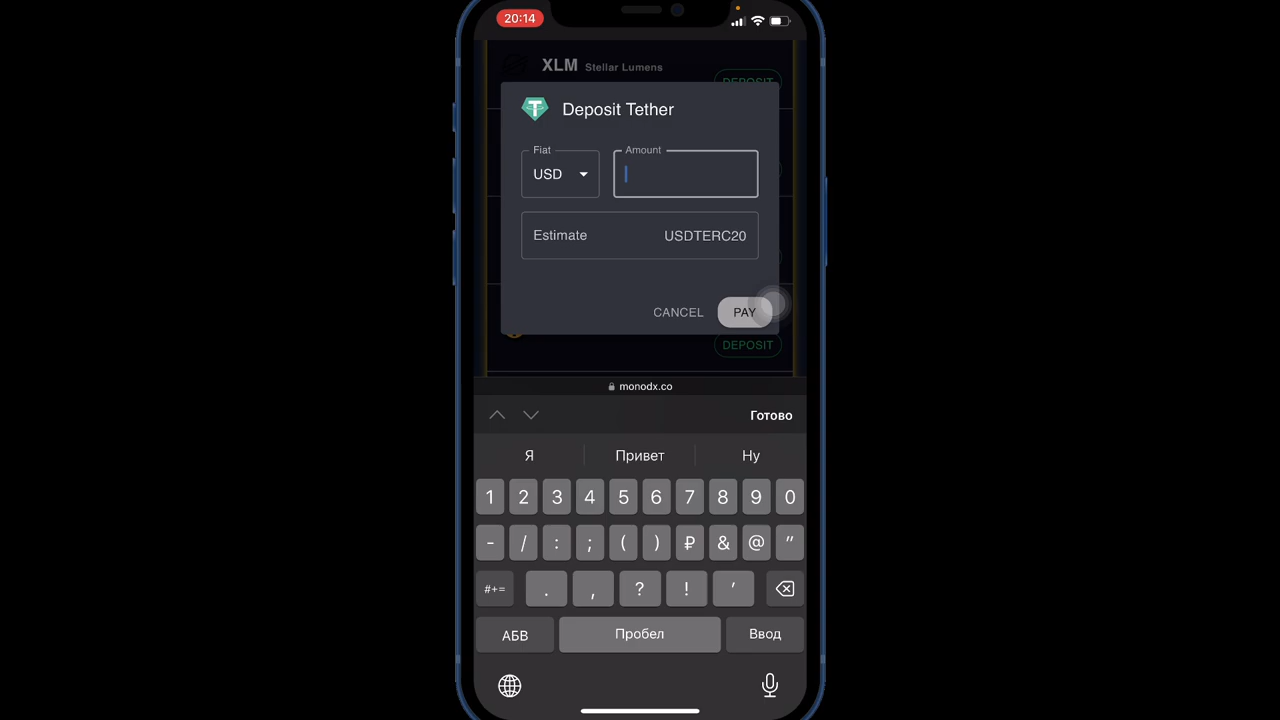 20:14
XLM Stellar Lumens
DEPOSIT
Deposit Tether
Fiat
Amount
USD
Estimate USDTERC20
CANCEL PAY
DEPOSIT
monodx.co
Готово
Я Привет Ну
1 2 3 4 5 6 7 8 9 0
- / : ; ( ) ₽ & @ "
#+= . , ? ! '
АБВ Пробел Ввод